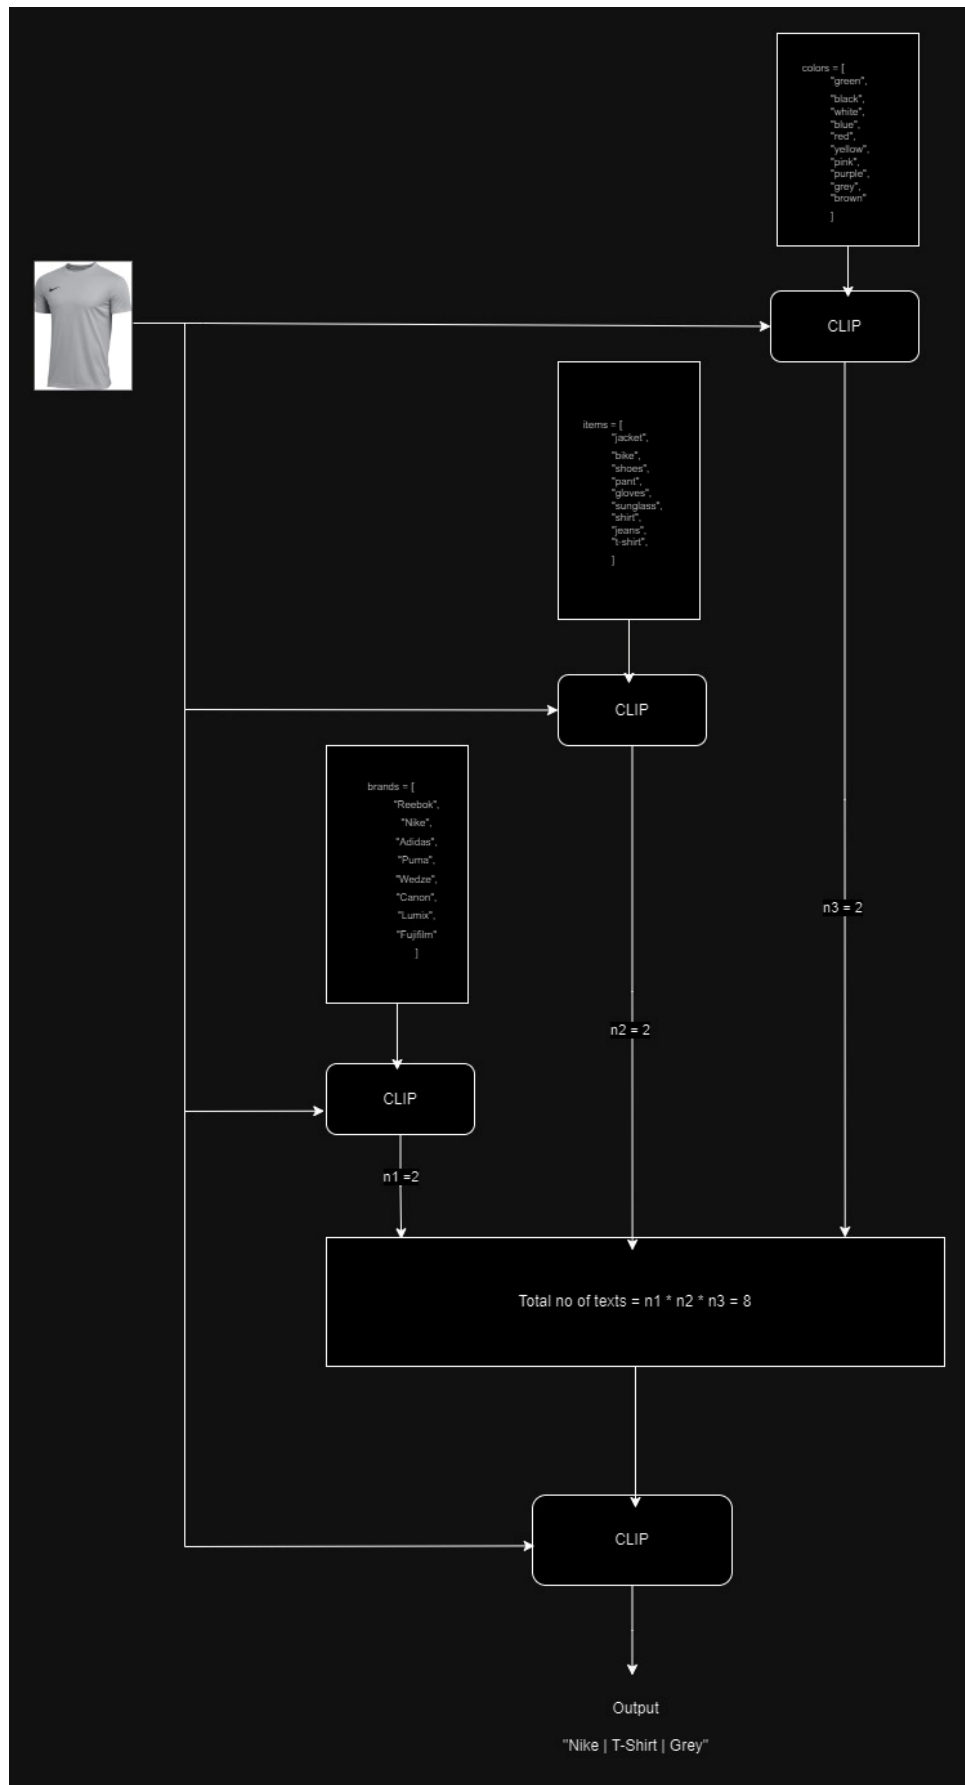 colors = [
"green",
"black",
"white",
"blue",
"red",
"yellow",
"pink",
"purple",
"grey",
"brown"
]
CLIP
items = [
"jacket",
"bike",
"shoes",
"pant",
"gloves",
"sunglass",
"shirt",
"jeans",
"t-shirt",
]
CLIP
brands = [
"Reebok",
"Nike",
"Adidas",
"Puma",
"Wedze",
"Canon",
"Lumix",
"Fujifilm"
]
n3 = 2
n2 = 2
CLIP
n1 =2
Total no of texts = n1 * n2 * n3 = 8
CLIP
Output
"Nike | T-Shirt | Grey"